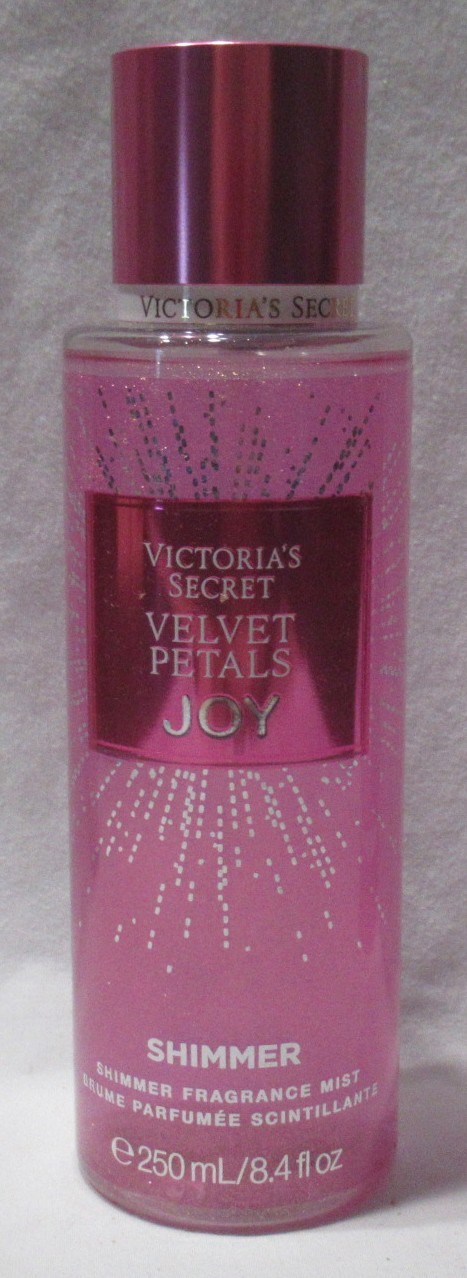 VICTORIA'S SECRET
VICTORIA'S
SECRET
VELVET
PETALS
JOY
SHIMMER
SHIMMER FRAGRANCE MIST
BRUME PARFUMÉE SCINTILLANTE
℮ 250 mL/8.4 fl oz